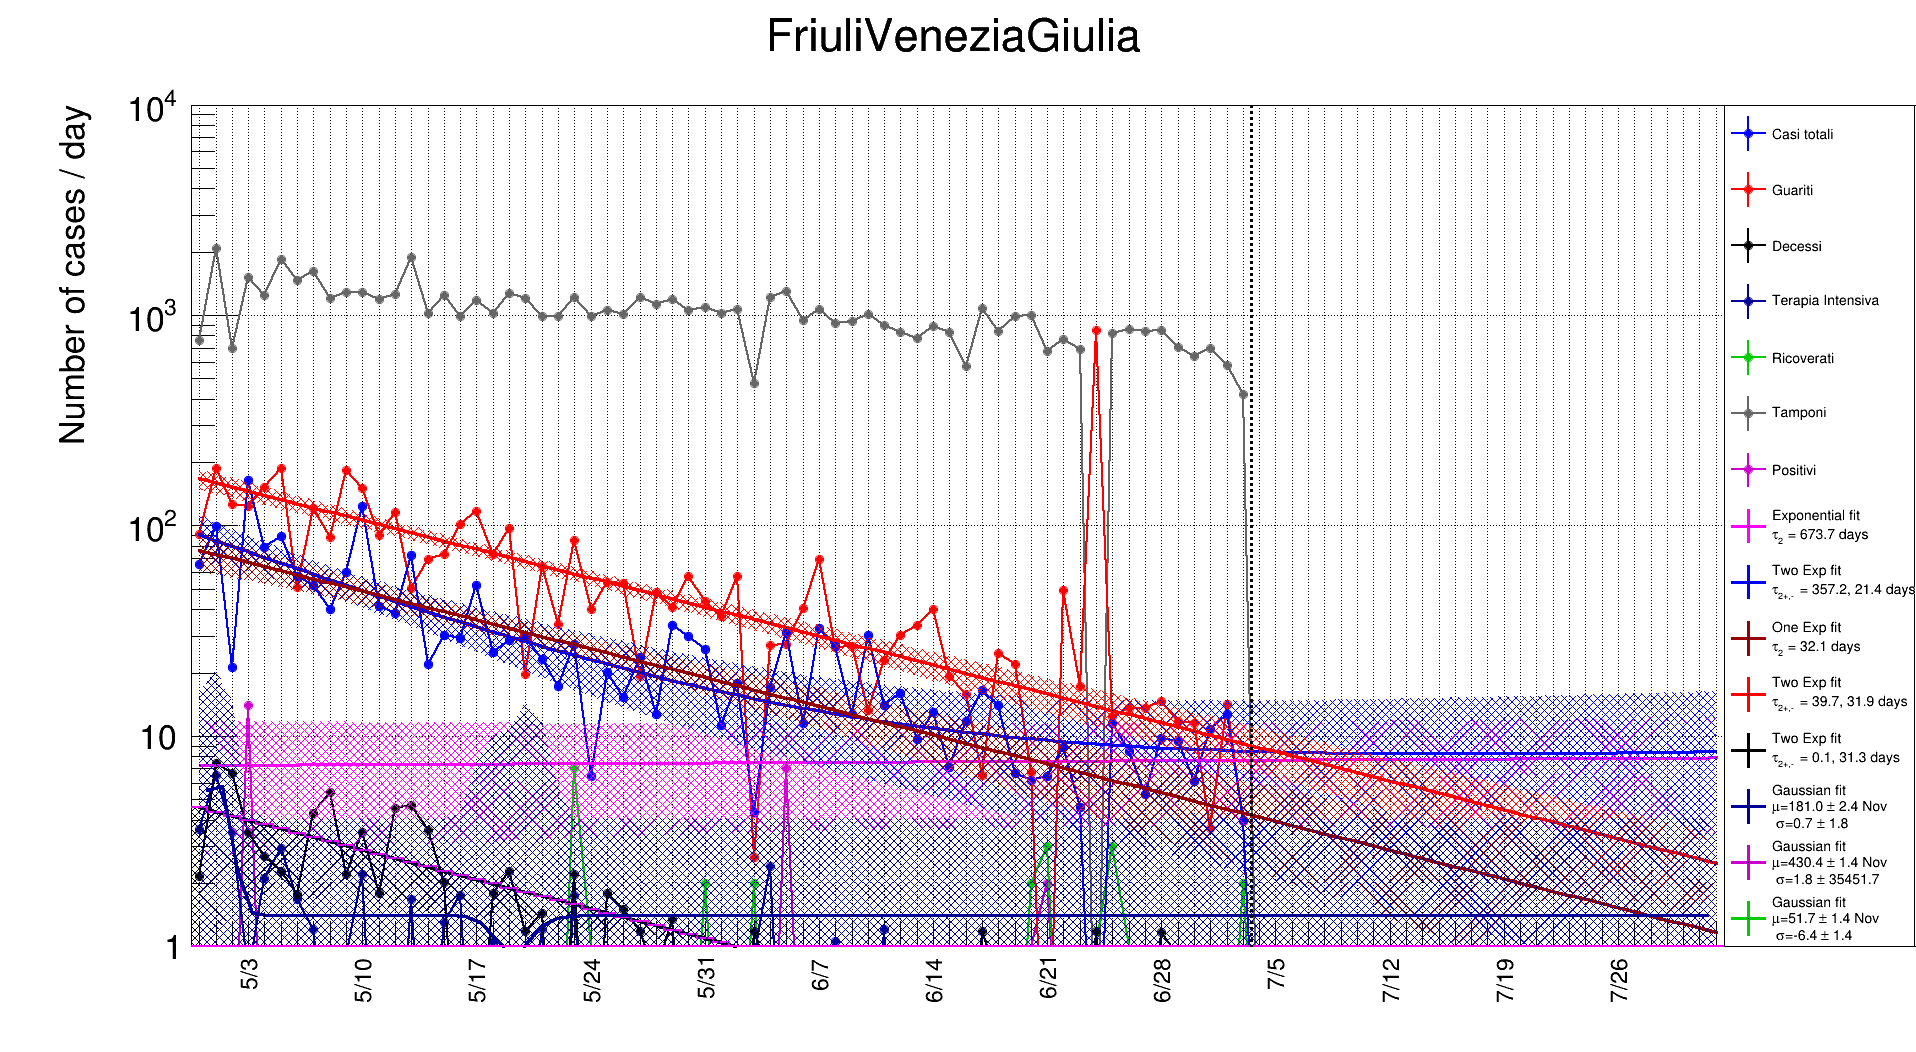 FriuliVeneziaGiulia
Number of cases / day
10^4
10^3
10^2
10
1
5/3
5/10
5/17
5/24
5/31
6/7
6/14
6/21
6/28
7/5
7/12
7/19
7/26
Casi totali
Guariti
Decessi
Terapia Intensiva
Ricoverati
Tamponi
Positivi
Exponential fit
τ₂ = 673.7 days
Two Exp fit
τ₂₊,₋ = 357.2, 21.4 days
One Exp fit
τ₂ = 32.1 days
Two Exp fit
τ₂₊,₋ = 39.7, 31.9 days
Two Exp fit
τ₂₊,₋ = 0.1, 31.3 days
Gaussian fit
μ=181.0 ± 2.4 Nov
σ=0.7 ± 1.8
Gaussian fit
μ=430.4 ± 1.4 Nov
σ=1.8 ± 35451.7
Gaussian fit
μ=51.7 ± 1.4 Nov
σ=-6.4 ± 1.4